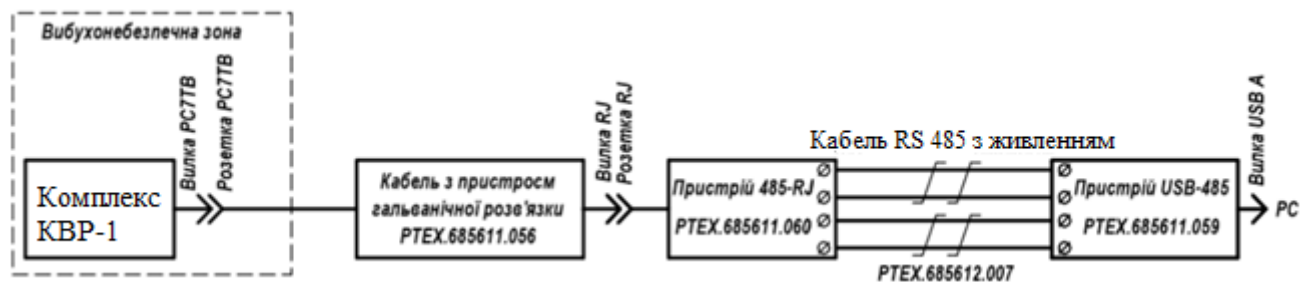 Вибухонебезпечна зона
Вилка РС7ТВ
Розетка РС7ТВ
Комплекс
КВР-1
Кабель з пристроєм
гальванічної розв'язки
РТЕХ.685611.056
Вилка RJ
Розетка RJ
Пристрій 485-RJ
РТЕХ.685611.060
Кабель RS 485 з живленням
РТЕХ.685612.007
Пристрій USB-485
РТЕХ.685611.059
Вилка USB A
PC